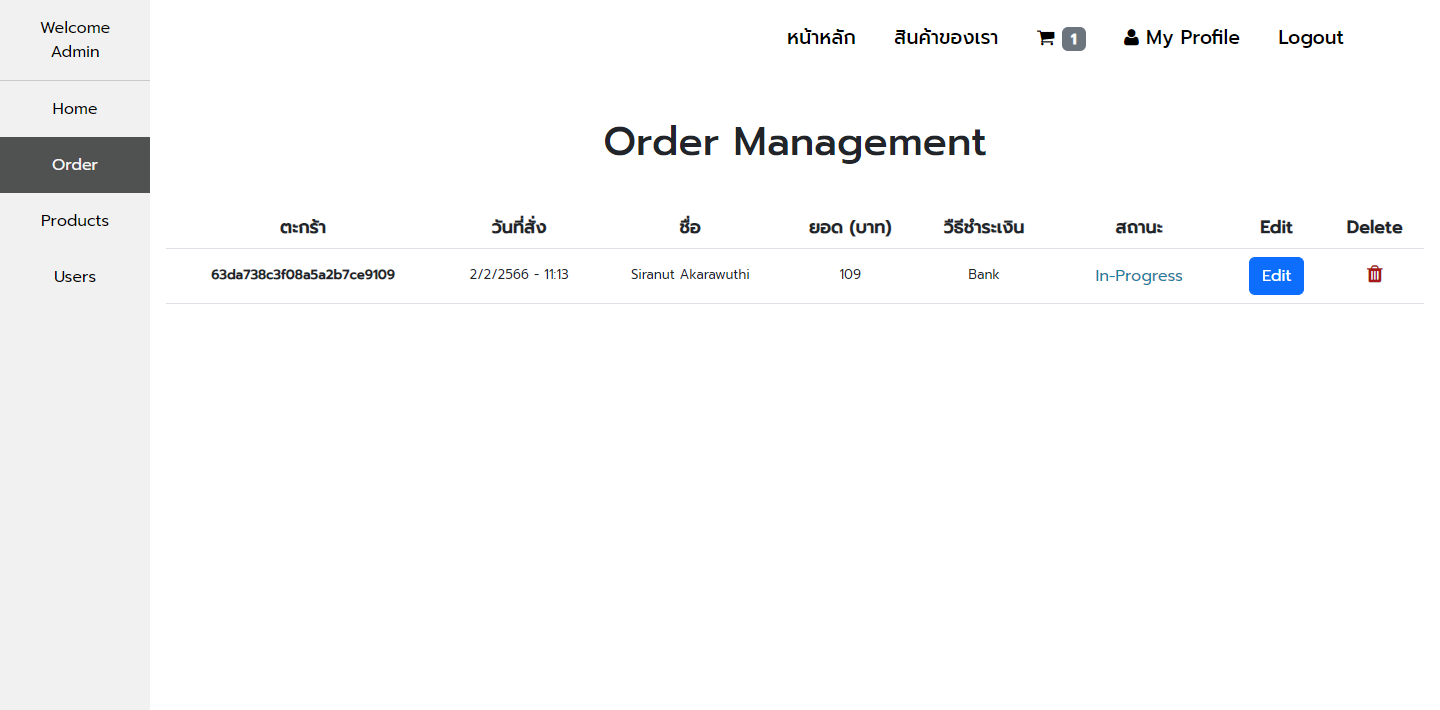 Welcome
Admin
Home
Order
Products
Users
หน้าหลัก สินค้าของเรา 1 My Profile Logout
Order Management
ตะกร้า วันที่สั่ง ชื่อ ยอด (บาท) วีธีชำระเงิน สถานะ Edit Delete
63da738c3f08a5a2b7ce9109 2/2/2566 - 11:13 Siranut Akarawuthi 109 Bank In-Progress Edit